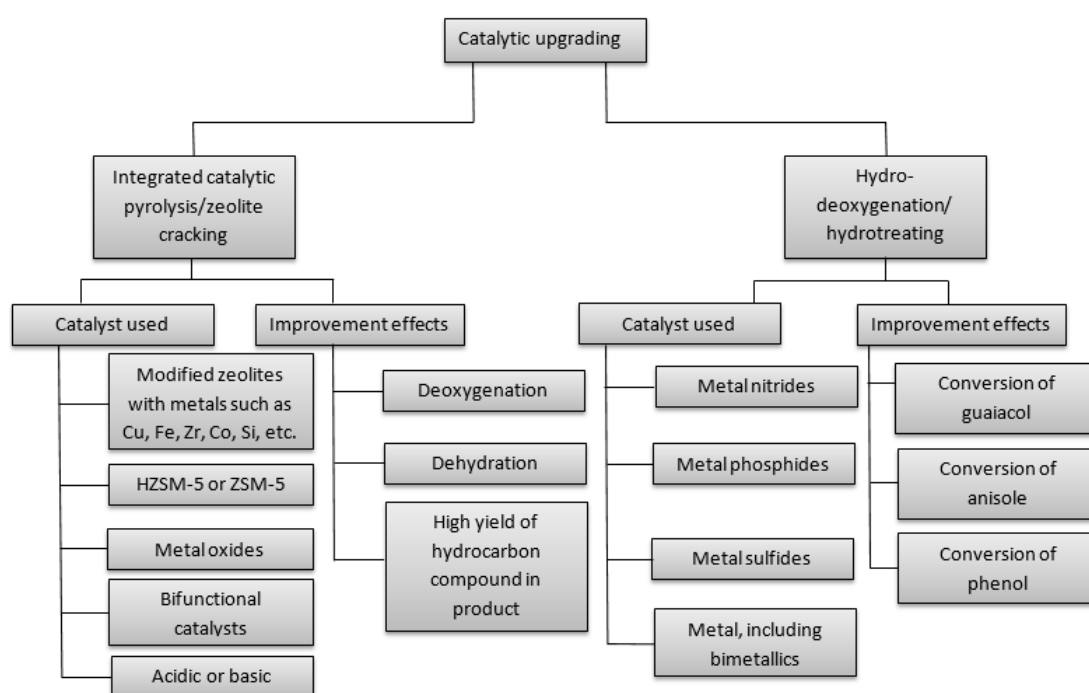 Catalytic upgrading
Integrated catalytic
pyrolysis/zeolite
cracking
Hydro-
deoxygenation/
hydrotreating
Catalyst used
Improvement effects
Catalyst used
Improvement effects
Modified zeolites
with metals such as
Cu, Fe, Zr, Co, Si, etc.
HZSM-5 or ZSM-5
Metal oxides
Bifunctional
catalysts
Acidic or basic
Deoxygenation
Dehydration
High yield of
hydrocarbon
compound in
product
Metal nitrides
Metal phosphides
Metal sulfides
Metal, including
bimetallics
Conversion of
guaiacol
Conversion of
anisole
Conversion of
phenol